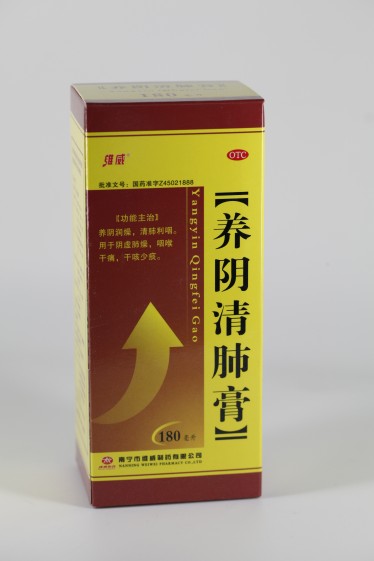 维威®
OTC
批准文号：国药准字Z45021888
【功能主治】
养阴润燥，清肺利咽。
用于阴虚肺燥，咽喉
干痛，干咳少痰。
Yangyin Qingfei Gao
【养阴清肺膏】
180毫升
南宁市维威制药有限公司
NANNING WEIWEI PHARMACY CO.,LTD